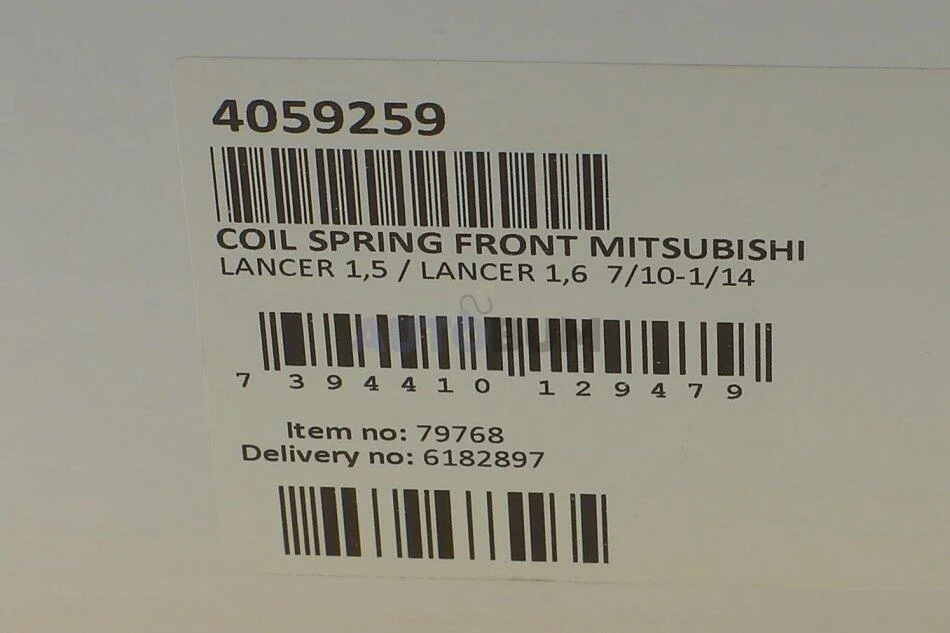 4059259
COIL SPRING FRONT MITSUBISHI
LANCER 1,5 / LANCER 1,6 7/10-1/14
AUTOBUM
7 394410 129479
Item no: 79768
Delivery no: 6182897